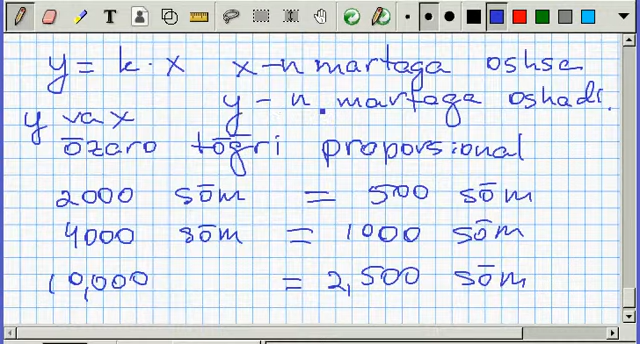 y = k · x   x – n martaga oshsa
y – n. martaga oshadi.
y va x
ōzaro tōgri proporsional
2000 sōm = 500 sōm
4000 sōm = 1000 sōm
10,000 = 2,500 sōm